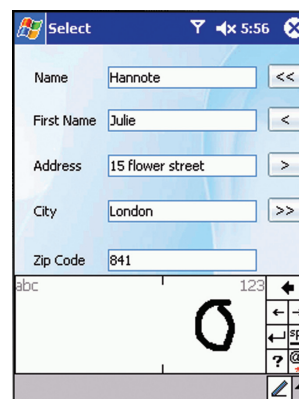 Select 5:56
Name Hannote <<
First Name Julie <
Address 15 flower street >
City London >>
Zip Code 841
abc 123
0
? @